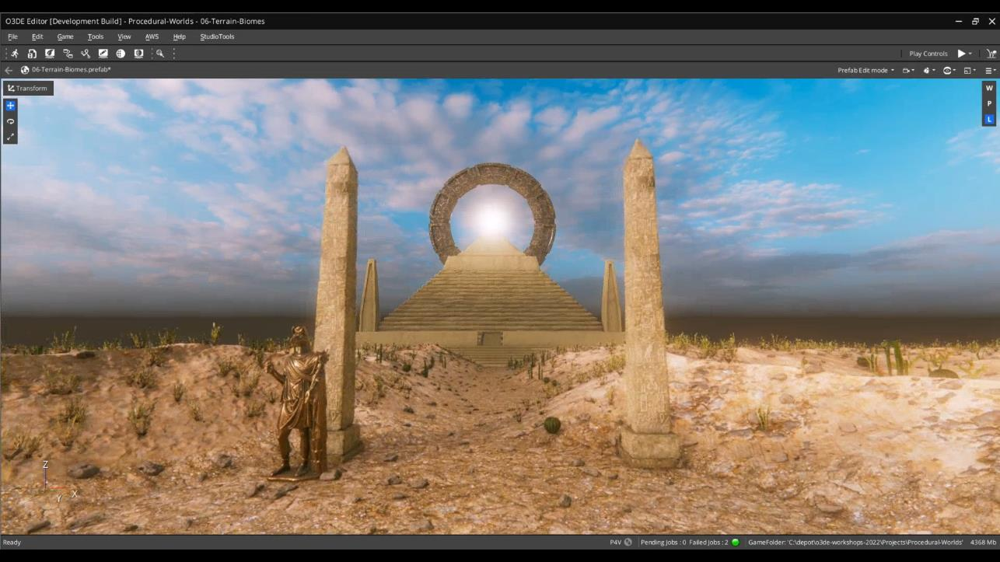 O3DE Editor [Development Build] - Procedural-Worlds - 06-Terrain-Biomes
File Edit Game Tools View AWS Help StudioTools
Play Controls
06-Terrain-Biomes.prefab*
Prefab Edit mode
Transform
W
P
L
Z
Y X
Ready
P4V
Pending Jobs : 0 Failed Jobs : 2
GameFolder: 'C:\depot\o3de-workshops-2022\Projects\Procedural-Worlds'
4368 Mb